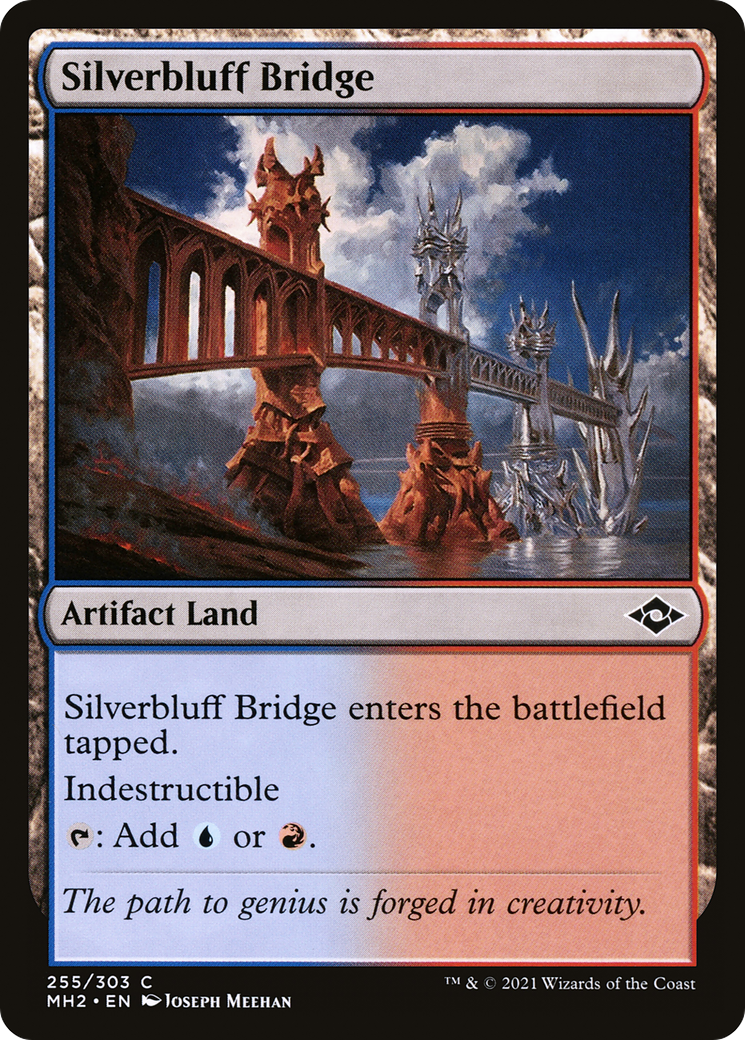 Silverbluff Bridge
Artifact Land
Silverbluff Bridge enters the battlefield
tapped.
Indestructible
: Add or .
The path to genius is forged in creativity.
255/303 C
MH2 • EN JOSEPH MEEHAN
™ & © 2021 Wizards of the Coast